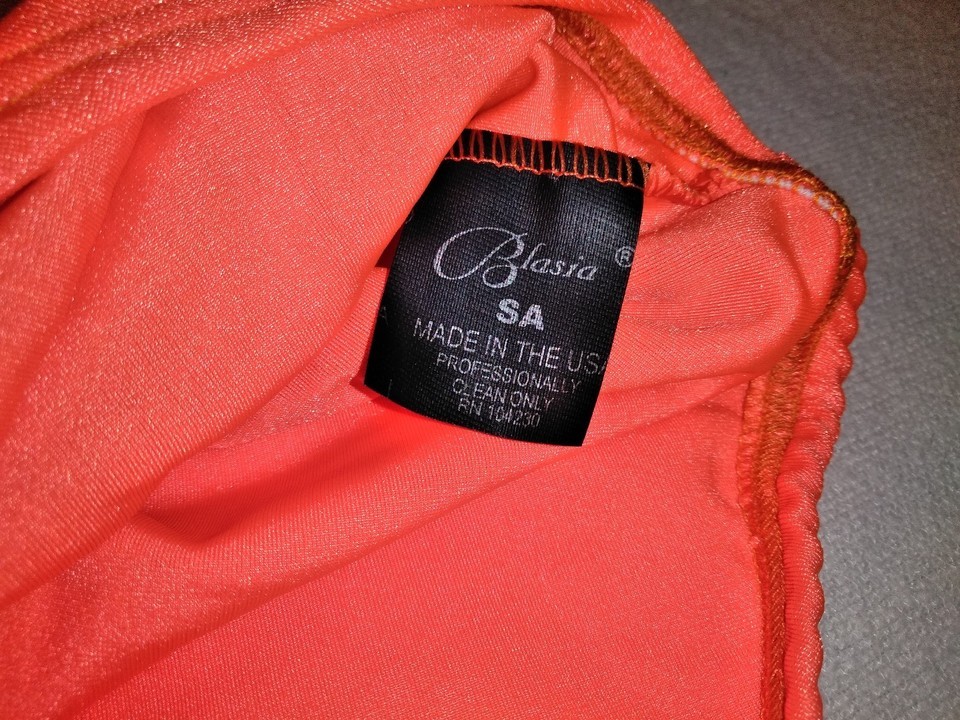 Blasia ®
SA
MADE IN THE USA
PROFESSIONALLY
CLEAN ONLY
RN 104230